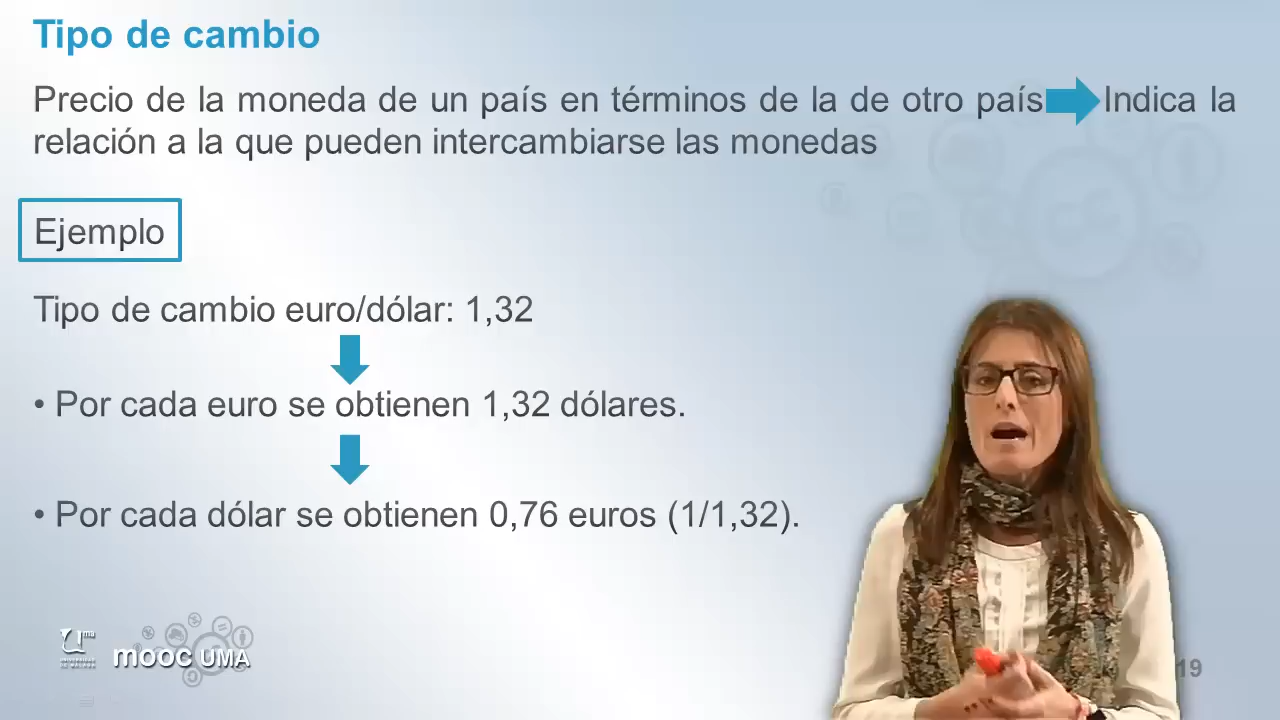 Tipo de cambio
Precio de la moneda de un país en términos de la de otro país Indica la
relación a la que pueden intercambiarse las monedas
Ejemplo
Tipo de cambio euro/dólar: 1,32
• Por cada euro se obtienen 1,32 dólares.
• Por cada dólar se obtienen 0,76 euros (1/1,32).
uma
mooc UMA
19